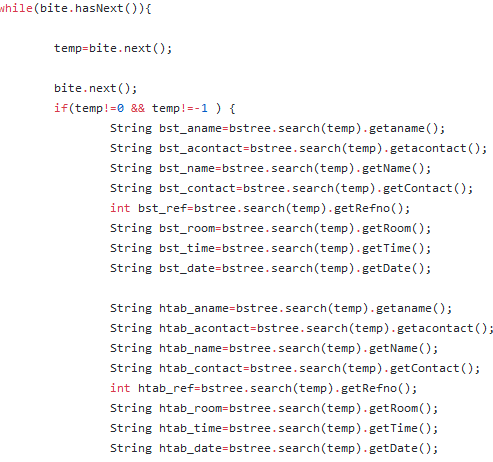 while(bite.hasNext()){
temp=bite.next();
bite.next();
if(temp!=0 && temp!=-1 ) {
String bst_aname=bstree.search(temp).getaname();
String bst_acontact=bstree.search(temp).getacontact();
String bst_name=bstree.search(temp).getName();
String bst_contact=bstree.search(temp).getContact();
int bst_ref=bstree.search(temp).getRefno();
String bst_room=bstree.search(temp).getRoom();
String bst_time=bstree.search(temp).getTime();
String bst_date=bstree.search(temp).getDate();
String htab_aname=bstree.search(temp).getaname();
String htab_acontact=bstree.search(temp).getacontact();
String htab_name=bstree.search(temp).getName();
String htab_contact=bstree.search(temp).getContact();
int htab_ref=bstree.search(temp).getRefno();
String htab_room=bstree.search(temp).getRoom();
String htab_time=bstree.search(temp).getTime();
String htab_date=bstree.search(temp).getDate();